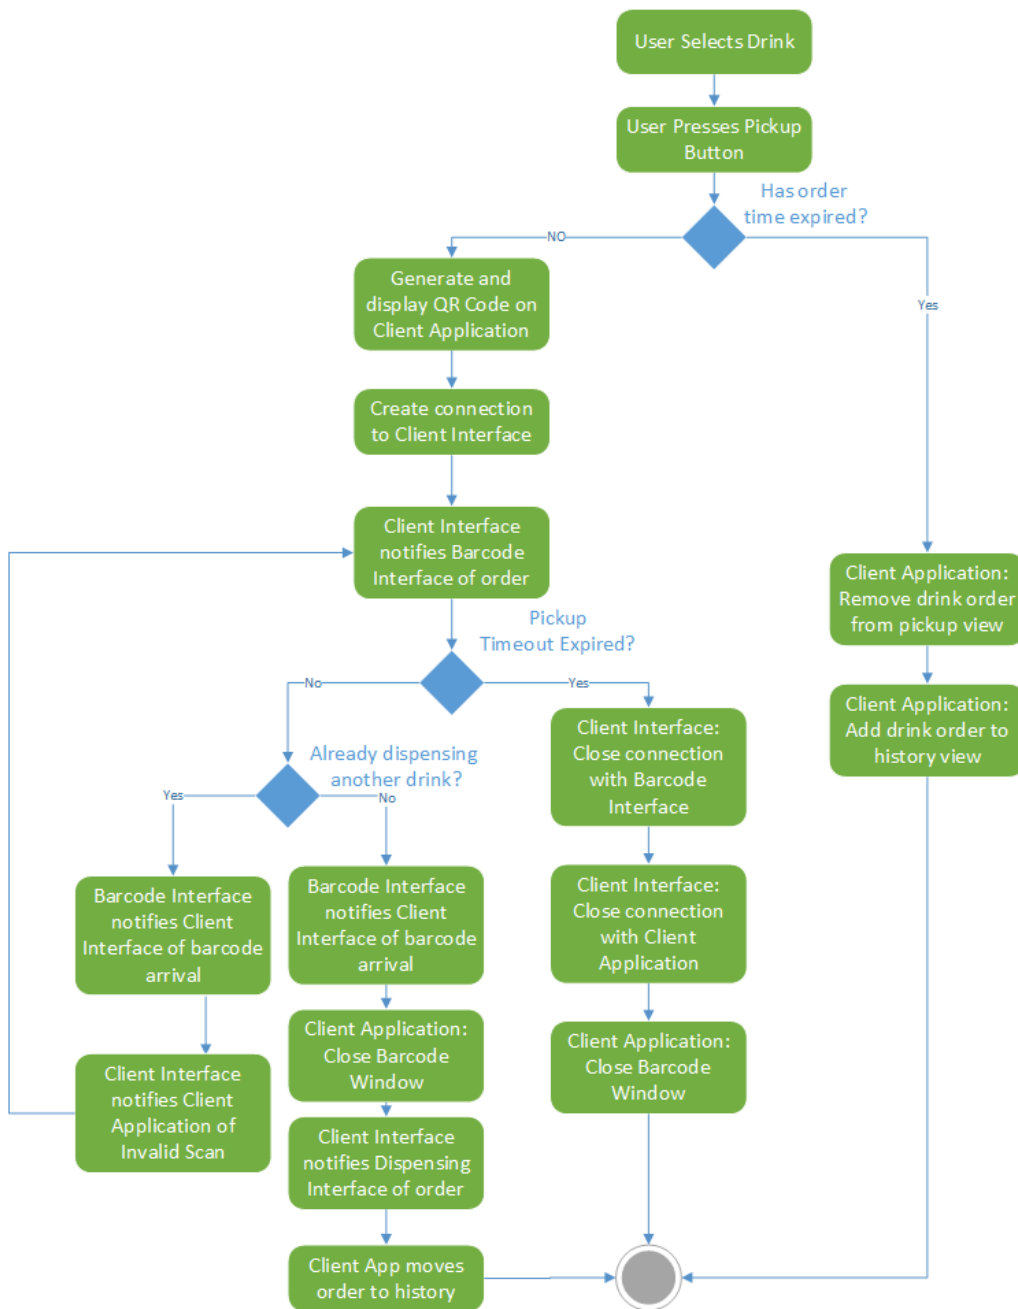 User Selects Drink
User Presses Pickup
Button
Has order
time expired?
NO
Yes
Generate and
display QR Code on
Client Application
Create connection
to Client Interface
Client Interface
notifies Barcode
Interface of order
Client Application:
Remove drink order
from pickup view
Pickup
Timeout Expired?
No
Yes
Client Application:
Add drink order to
history view
Client Interface:
Close connection
with Barcode
Interface
Already dispensing
another drink?
Yes
No
Barcode Interface
notifies Client
Interface of barcode
arrival
Barcode Interface
notifies Client
Interface of barcode
arrival
Client Interface:
Close connection
with Client
Application
Client Application:
Close Barcode
Window
Client Application:
Close Barcode
Window
Client Interface
notifies Client
Application of
Invalid Scan
Client Interface
notifies Dispensing
Interface of order
Client App moves
order to history